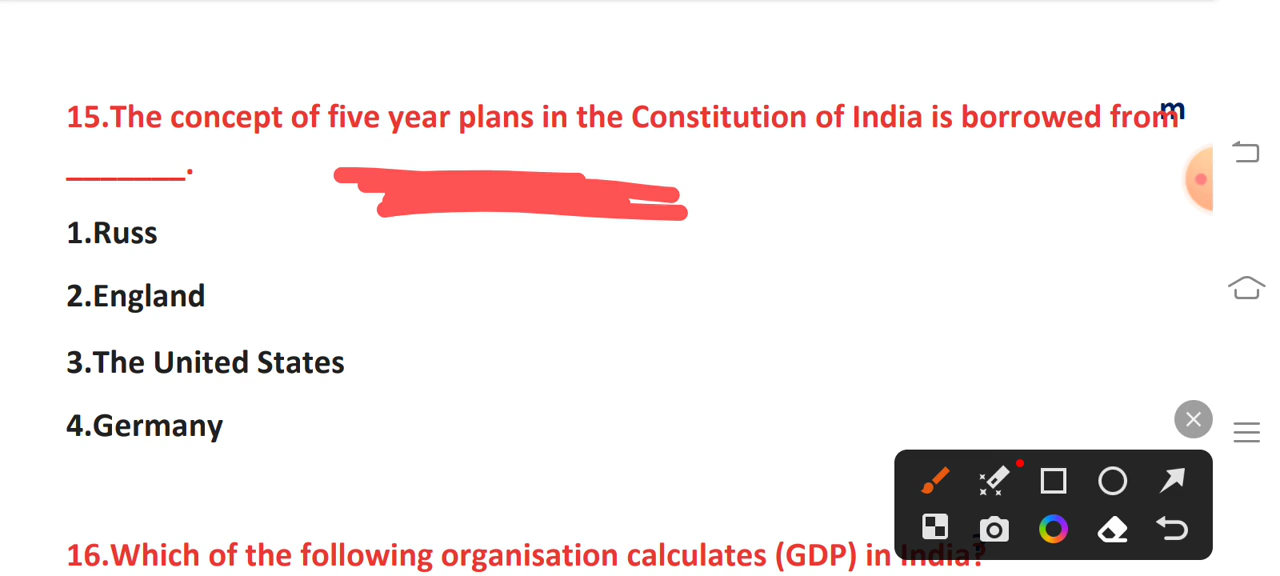 15.The concept of five year plans in the Constitution of India is borrowed from
_______.
1.Russ
2.England
3.The United States
4.Germany
16.Which of the following organisation calculates (GDP) in India?